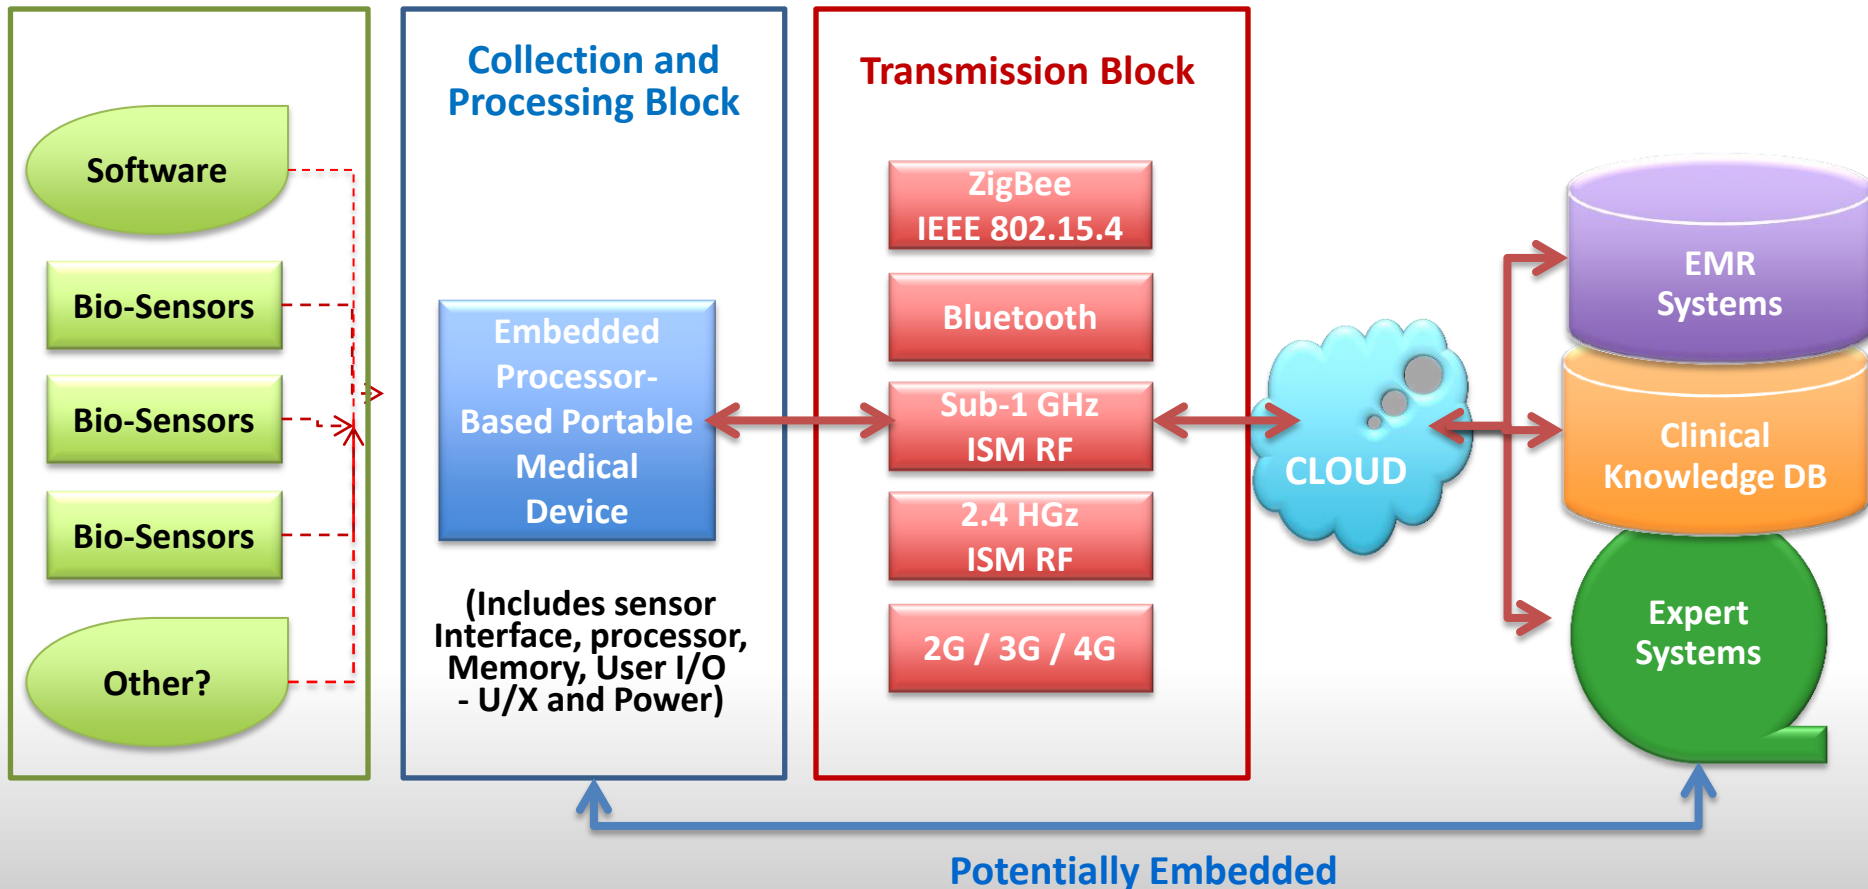 Software
Bio-Sensors
Bio-Sensors
Bio-Sensors
Other?
Collection and
Processing Block
Embedded
Processor-
Based Portable
Medical
Device
(Includes sensor
Interface, processor,
Memory, User I/O
- U/X and Power)
Transmission Block
ZigBee
IEEE 802.15.4
Bluetooth
Sub-1 GHz
ISM RF
2.4 HGz
ISM RF
2G / 3G / 4G
CLOUD
EMR
Systems
Clinical
Knowledge DB
Expert
Systems
Potentially Embedded